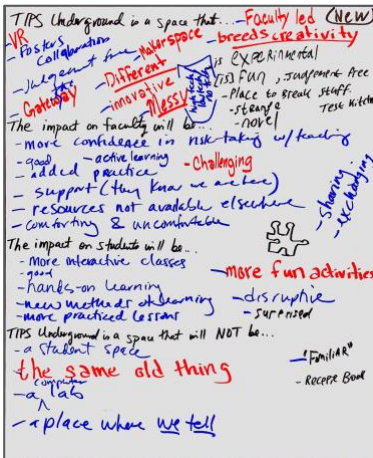 TIPS Underground is a space that... - Faculty led (New)
- VR
- Fosters collaboration
- Makerspace
- breeds creativity
- Judgement free
- Different
- is experimental
- Gateway
- innovative
- (is) Fun, Judgement free
- Messy
- Place to Break Stuff.
- strange
- novel
Test Kitchen
The impact on faculty will be...
- more confidence in risk-taking w/ teaching
- good
- active learning
- added practice
- Challenging
- support (they know we are here)
- resources not available elsewhere
- comforting & uncomfortable
- sharing
- exchanging
The impact on students will be...
- more interactive classes
- good
- more fun activities
- hands-on learning
- new methods of learning
- disruptive
- more practiced lessons
- surprised
TIPS Underground is a space that will NOT be...
- a student space
- "FAMILIAR"
the same old thing
- a computer lab
- a place where we tell